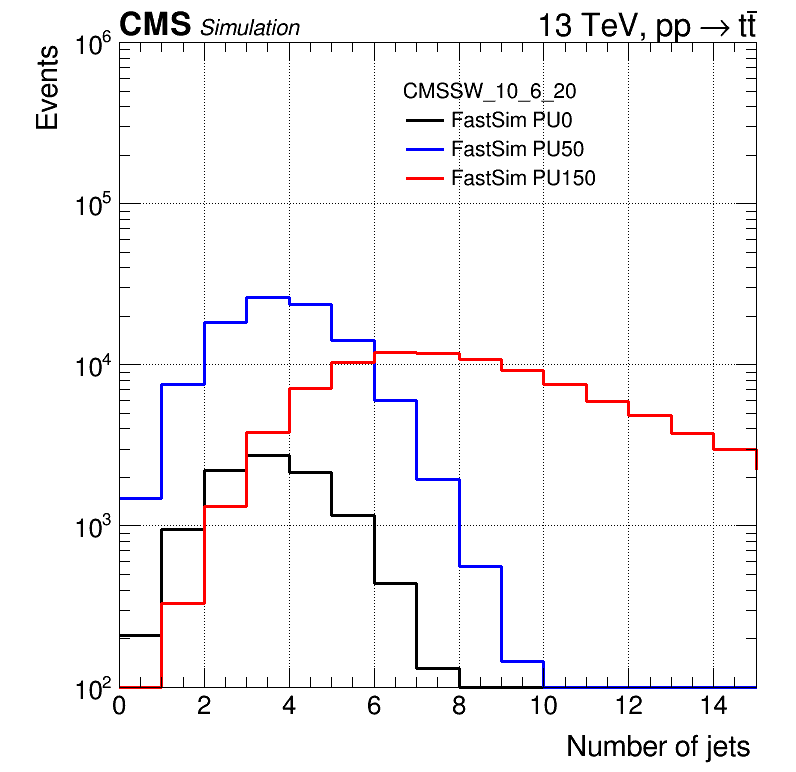 CMS Simulation 13 TeV, pp → tt̄
Events
CMSSW_10_6_20
FastSim PU0
FastSim PU50
FastSim PU150
10⁶
10⁵
10⁴
10³
10²
0 2 4 6 8 10 12 14
Number of jets